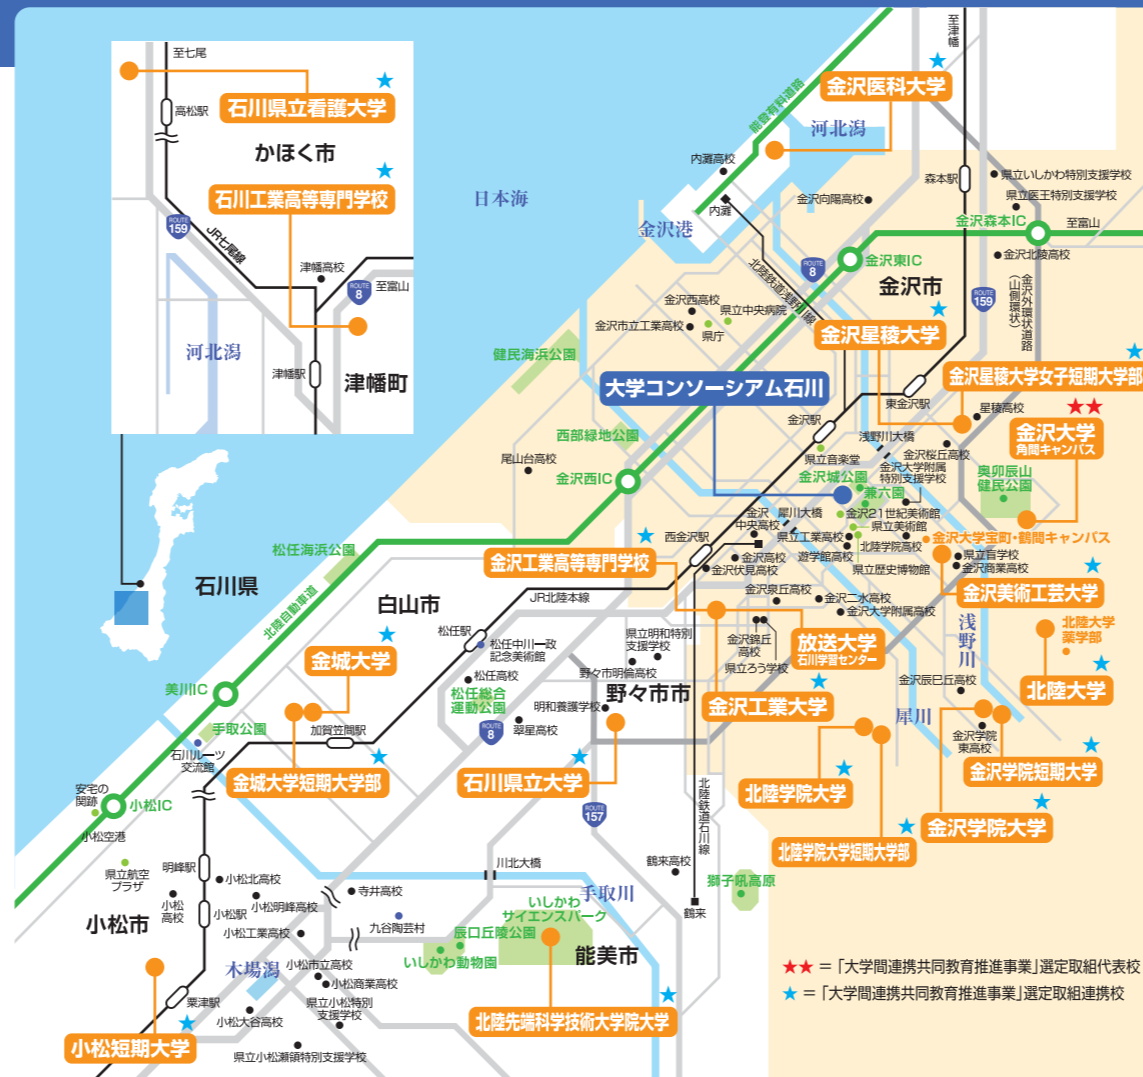 至七尾
高松駅
石川県立看護大学
かほく市
石川工業高等専門学校
ROUTE
159
JR七尾線
津幡高校
ROUTE
8
至富山
河北潟
津幡駅
津幡町
至津幡
能登有料道路
金沢医科大学
河北潟
内灘高校
日本海
森本駅
県立いしかわ特別支援学校
県立医王特別支援学校
金沢向陽高校
内灘
金沢港
金沢森本IC
至富山
金沢北陵高校
金沢東IC
ROUTE
8
北陸鉄道浅野川線
金沢市
ROUTE
159
金沢外環状道路
（山側環状）
金沢西高校
県立中央病院
金沢市立工業高校
県庁
金沢星稜大学
健民海浜公園
金沢星稜大学女子短期大学部
大学コンソーシアム石川
東金沢駅
星稜高校
金沢大学
角間キャンパス
金沢駅
浅野川大橋
西部緑地公園
県立音楽堂
金沢桜丘高校
金沢大学附属
特別支援学校
尾山台高校
金沢西IC
金沢城公園
奥卯辰山
健民公園
兼六園
金沢21世紀美術館
犀川大橋
金沢
中央高校
県立美術館
県立工業高校
金沢大学宝町・鶴間キャンパス
西金沢駅
遊学館高校
北陸学院高校
松任海浜公園
金沢工業高等専門学校
金沢高校
金沢伏見高校
県立歴史博物館
県立盲学校
金沢商業高校
石川県
北陸自動車道
白山市
JR北陸本線
金沢泉丘高校
金沢二水高校
金沢大学附属高校
金沢美術工芸大学
浅野川
松任駅
松任中川一政
記念美術館
県立明和特別
支援学校
金沢錦丘
高校
県立ろう学校
放送大学
石川学習センター
北陸大学
薬学部
金城大学
松任高校
野々市明倫高校
野々市市
金沢辰巳丘高校
美川IC
松任総合
運動公園
明和養護学校
金沢工業大学
北陸大学
手取公園
加賀笠間駅
ROUTE
8
翠星高校
犀川
金沢学院
東高校
石川ルーツ
交流館
金城大学短期大学部
石川県立大学
北陸学院大学
金沢学院短期大学
安宅の
関跡
小松IC
北陸鉄道石川線
ROUTE
157
金沢学院大学
小松空港
北陸学院大学短期大学部
県立航空
プラザ
明峰駅
川北大橋
鶴来高校
小松北高校
寺井高校
手取川
獅子吼高原
小松
高校
小松明峰高校
鶴来
小松市
小松駅
小松工業高校
九谷陶芸村
辰口丘陵公園
いしかわ
サイエンスパーク
いしかわ動物園
能美市
木場潟
小松市立高校
小松商業高校
★★＝「大学間連携共同教育推進事業」選定取組代表校
★＝「大学間連携共同教育推進事業」選定取組連携校
粟津駅
県立小松特別
支援学校
小松大谷高校
北陸先端科学技術大学院大学
小松短期大学
県立小松瀬領特別支援学校